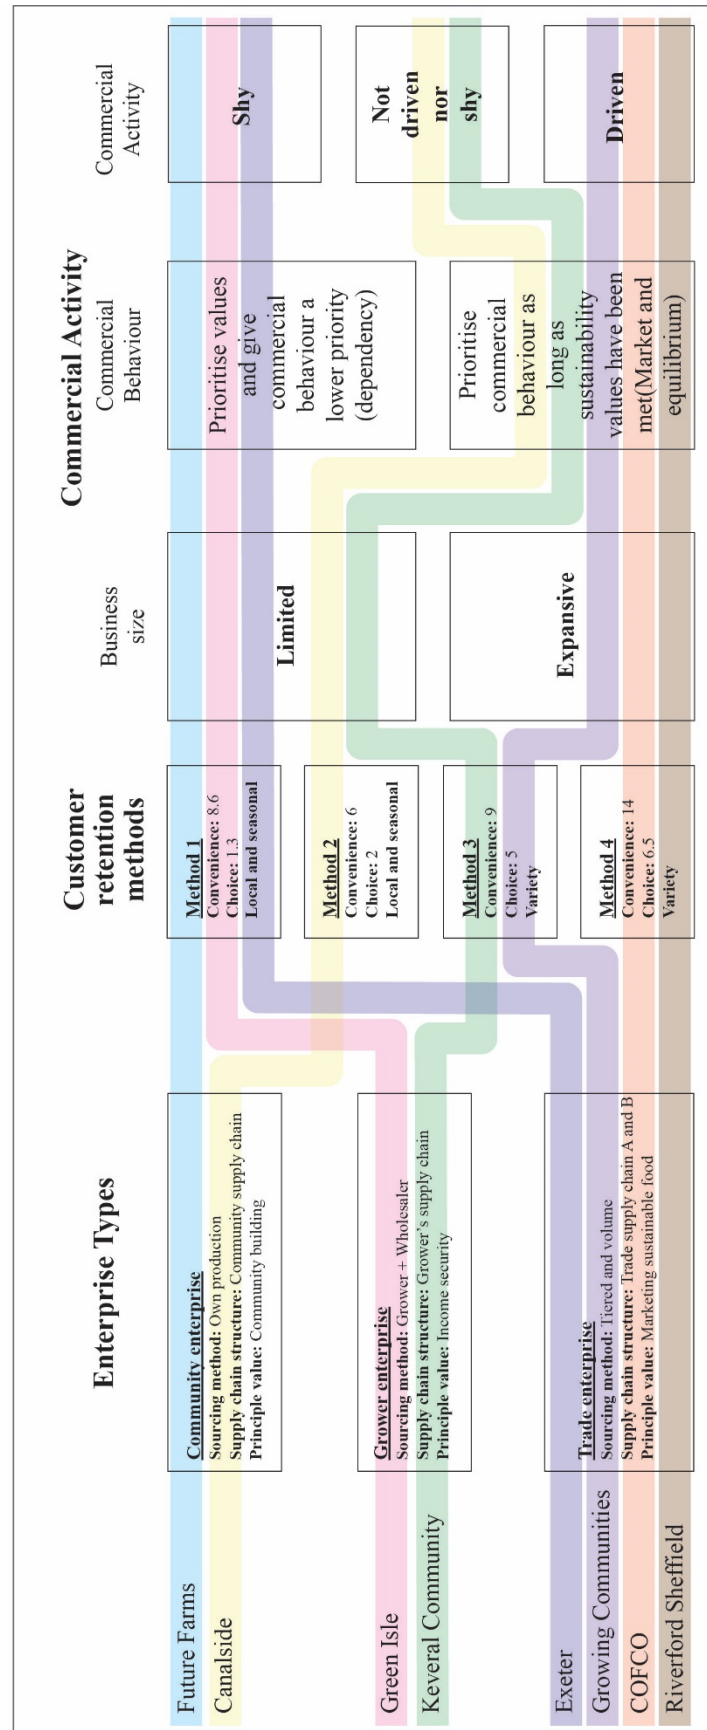 Enterprise Types
Customer
retention
methods
Commercial Activity
Business
size
Commercial
Behaviour
Commercial
Activity
Future Farms
Canalside
Green Isle
Keveral Community
Exeter
Growing Communities
COFCO
Riverford Sheffield
Community enterprise
Sourcing method: Own production
Supply chain structure: Community supply chain
Principle value: Community building
Grower enterprise
Sourcing method: Grower + Wholesaler
Supply chain structure: Grower's supply chain
Principle value: Income security
Trade enterprise
Sourcing method: Tiered and volume
Supply chain structure: Trade supply chain A and B
Principle value: Marketing sustainable food
Method 1
Convenience: 8.6
Choice: 1.3
Local and seasonal
Method 2
Convenience: 6
Choice: 2
Local and seasonal
Method 3
Convenience: 9
Choice: 5
Variety
Method 4
Convenience: 14
Choice: 6.5
Variety
Limited
Expansive
Prioritise values
and give
commercial
behaviour a
lower priority
(dependency)
Prioritise
commercial
behaviour as
long as
sustainability
values have been
met(Market and
equilibrium)
Shy
Not
driven
nor
shy
Driven